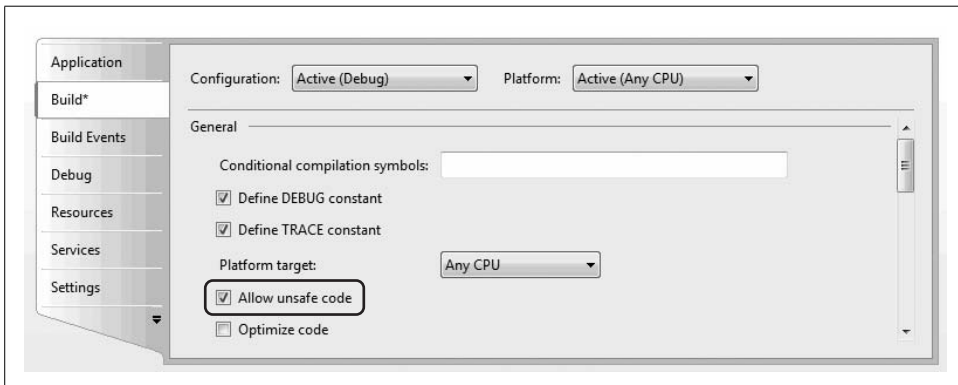 Application
Build*
Build Events
Debug
Resources
Services
Settings
Configuration: Active (Debug) Platform: Active (Any CPU)
General
Conditional compilation symbols:
Define DEBUG constant
Define TRACE constant
Platform target: Any CPU
Allow unsafe code
Optimize code